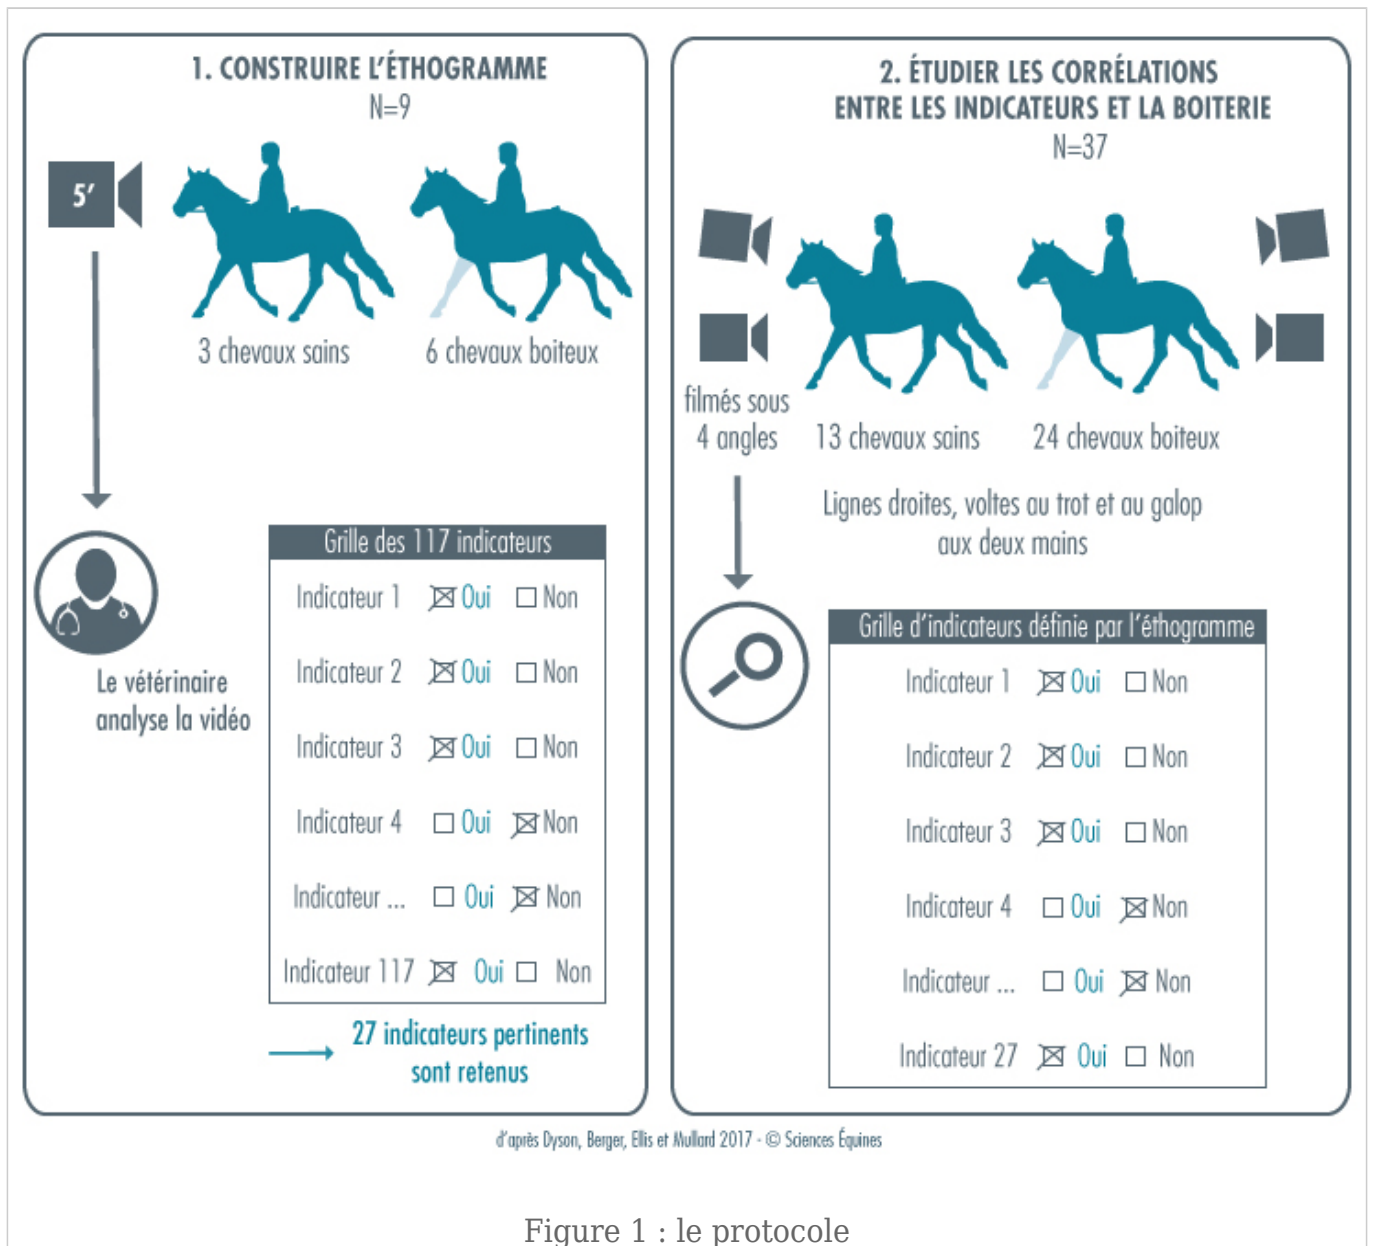 1. CONSTRUIRE L'ÉTHOGRAMME
N=9
5'
3 chevaux sains
6 chevaux boiteux
Le vétérinaire
analyse la vidéo
Grille des 117 indicateurs
Indicateur 1 Oui Non
Indicateur 2 Oui Non
Indicateur 3 Oui Non
Indicateur 4 Oui Non
Indicateur ... Oui Non
Indicateur 117 Oui Non
27 indicateurs pertinents
sont retenus
2. ÉTUDIER LES CORRÉLATIONS
ENTRE LES INDICATEURS ET LA BOITERIE
N=37
filmés sous
4 angles
13 chevaux sains
24 chevaux boiteux
Lignes droites, voltes au trot et au galop
aux deux mains
Grille d'indicateurs définie par l'éthogramme
Indicateur 1 Oui Non
Indicateur 2 Oui Non
Indicateur 3 Oui Non
Indicateur 4 Oui Non
Indicateur ... Oui Non
Indicateur 27 Oui Non
d'après Dyson, Berger, Ellis et Mullard 2017 - © Sciences Équines
Figure 1 : le protocole